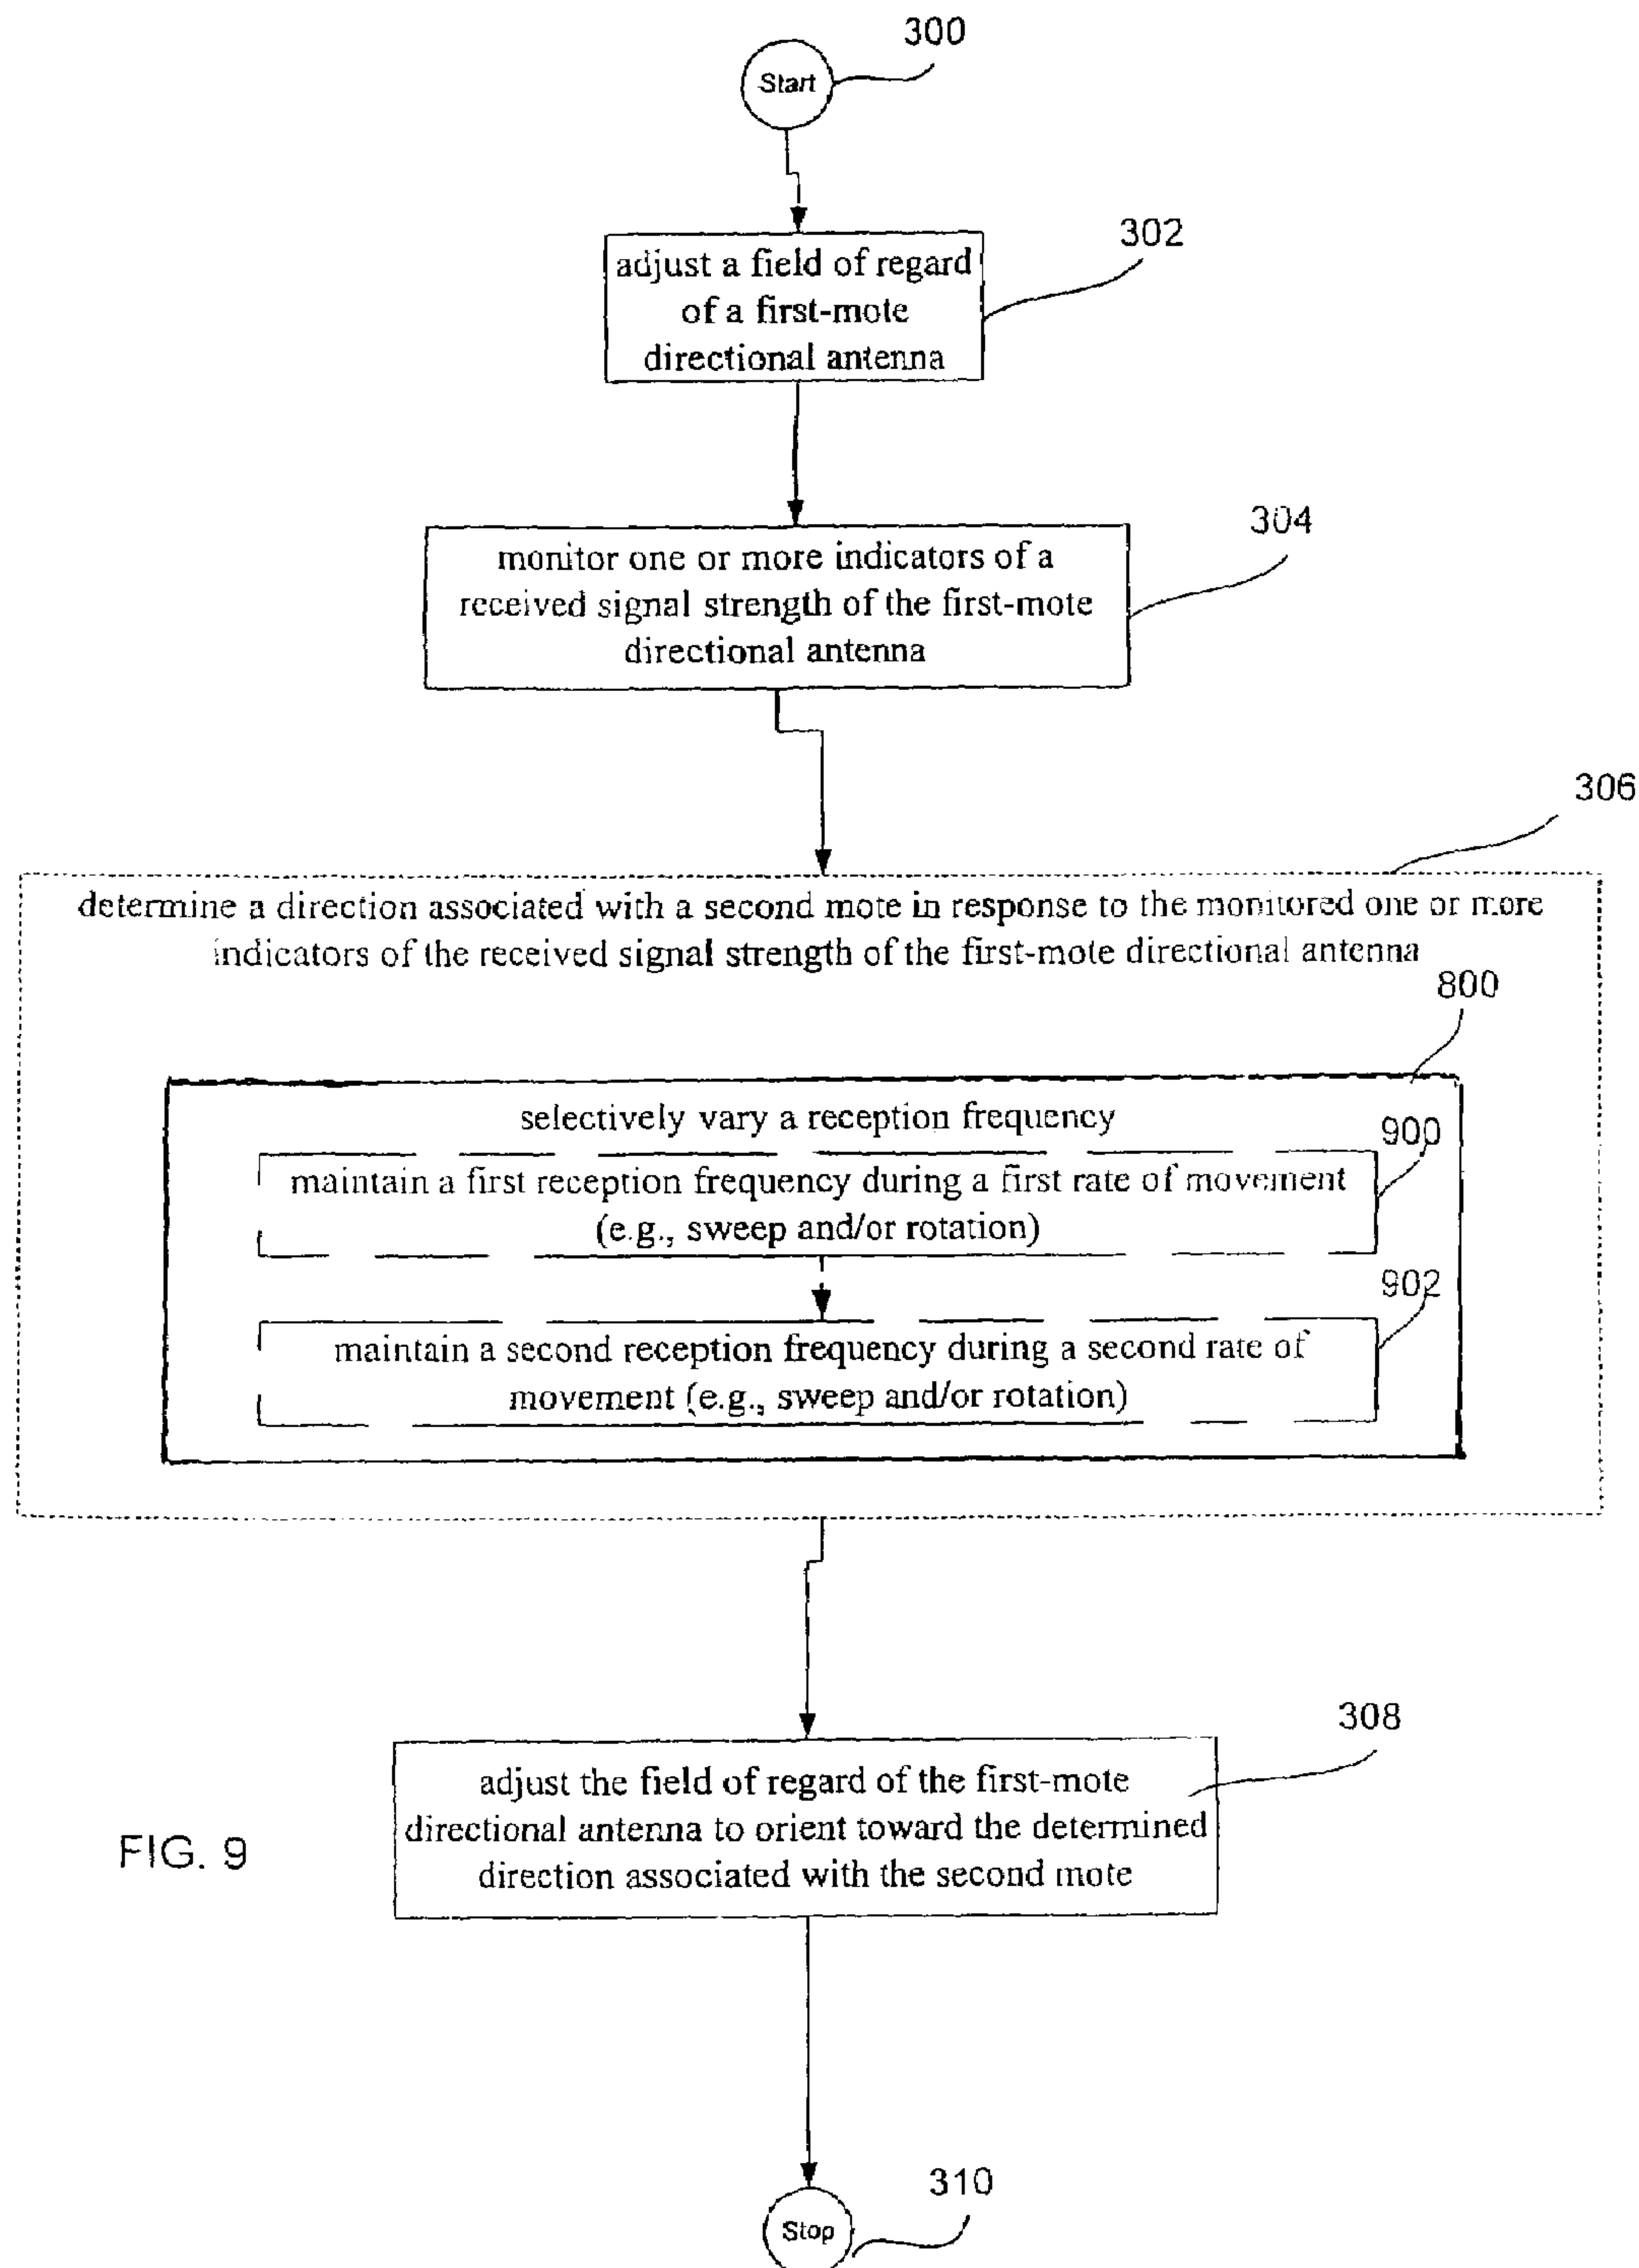 300
Start
302
adjust a field of regard
of a first-mote
directional antenna
304
monitor one or more indicators of a
received signal strength of the first-mote
directional antenna
306
determine a direction associated with a second mote in response to the monitored one or more
indicators of the received signal strength of the first-mote directional antenna
800
selectively vary a reception frequency
900
maintain a first reception frequency during a first rate of movement
(e.g., sweep and/or rotation)
902
maintain a second reception frequency during a second rate of
movement (e.g., sweep and/or rotation)
308
adjust the field of regard of the first-mote
directional antenna to orient toward the determined
direction associated with the second mote
FIG. 9
310
Stop